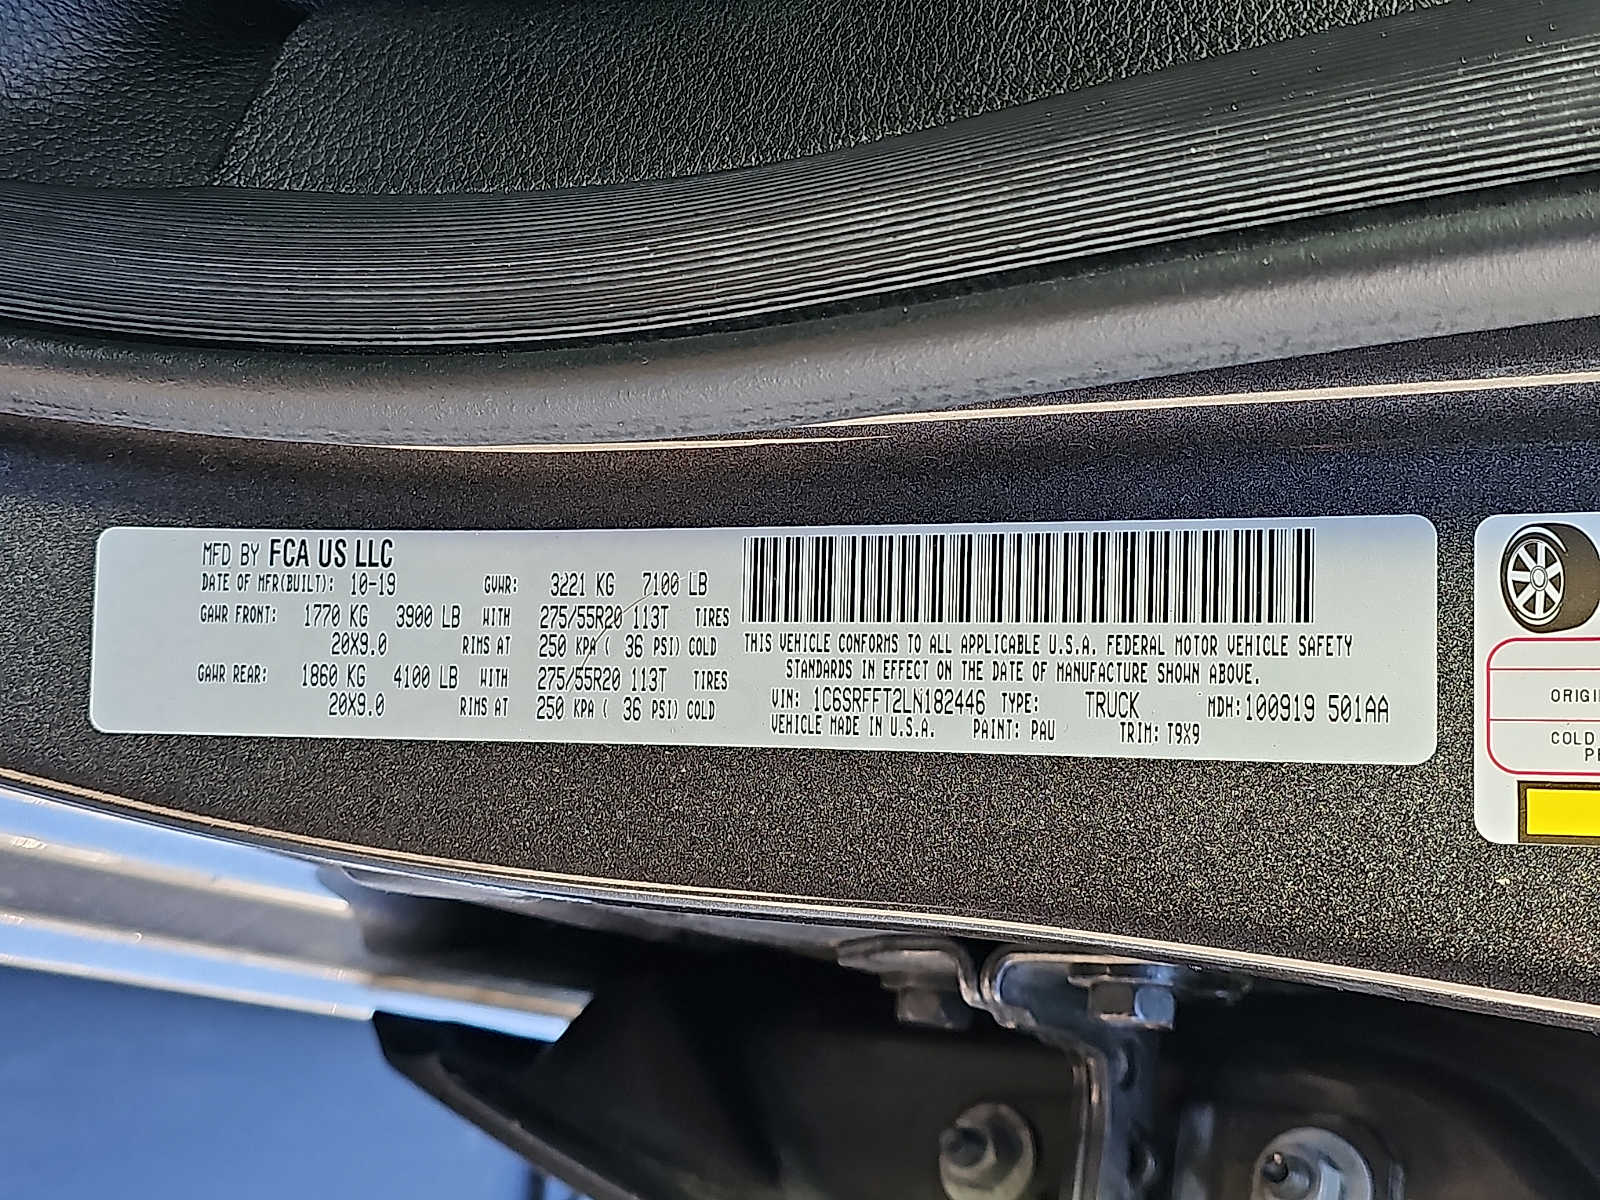 MFD BY FCA US LLC
DATE OF MFR(BUILT): 10-19 GVWR: 3221 KG 7100 LB
GAWR FRONT: 1770 KG 3900 LB WITH 275/55R20 113T TIRES
20X9.0 RIMS AT 250 KPA ( 36 PSI) COLD
GAWR REAR: 1860 KG 4100 LB WITH 275/55R20 113T TIRES
20X9.0 RIMS AT 250 KPA ( 36 PSI) COLD
THIS VEHICLE CONFORMS TO ALL APPLICABLE U.S.A. FEDERAL MOTOR VEHICLE SAFETY
STANDARDS IN EFFECT ON THE DATE OF MANUFACTURE SHOWN ABOVE.
VIN: 1C6SRFFT2LN182446 TYPE: TRUCK MDH:100919 501AA
VEHICLE MADE IN U.S.A. PAINT: PAU TRIM: T9X9
ORIGI
COLD
PE